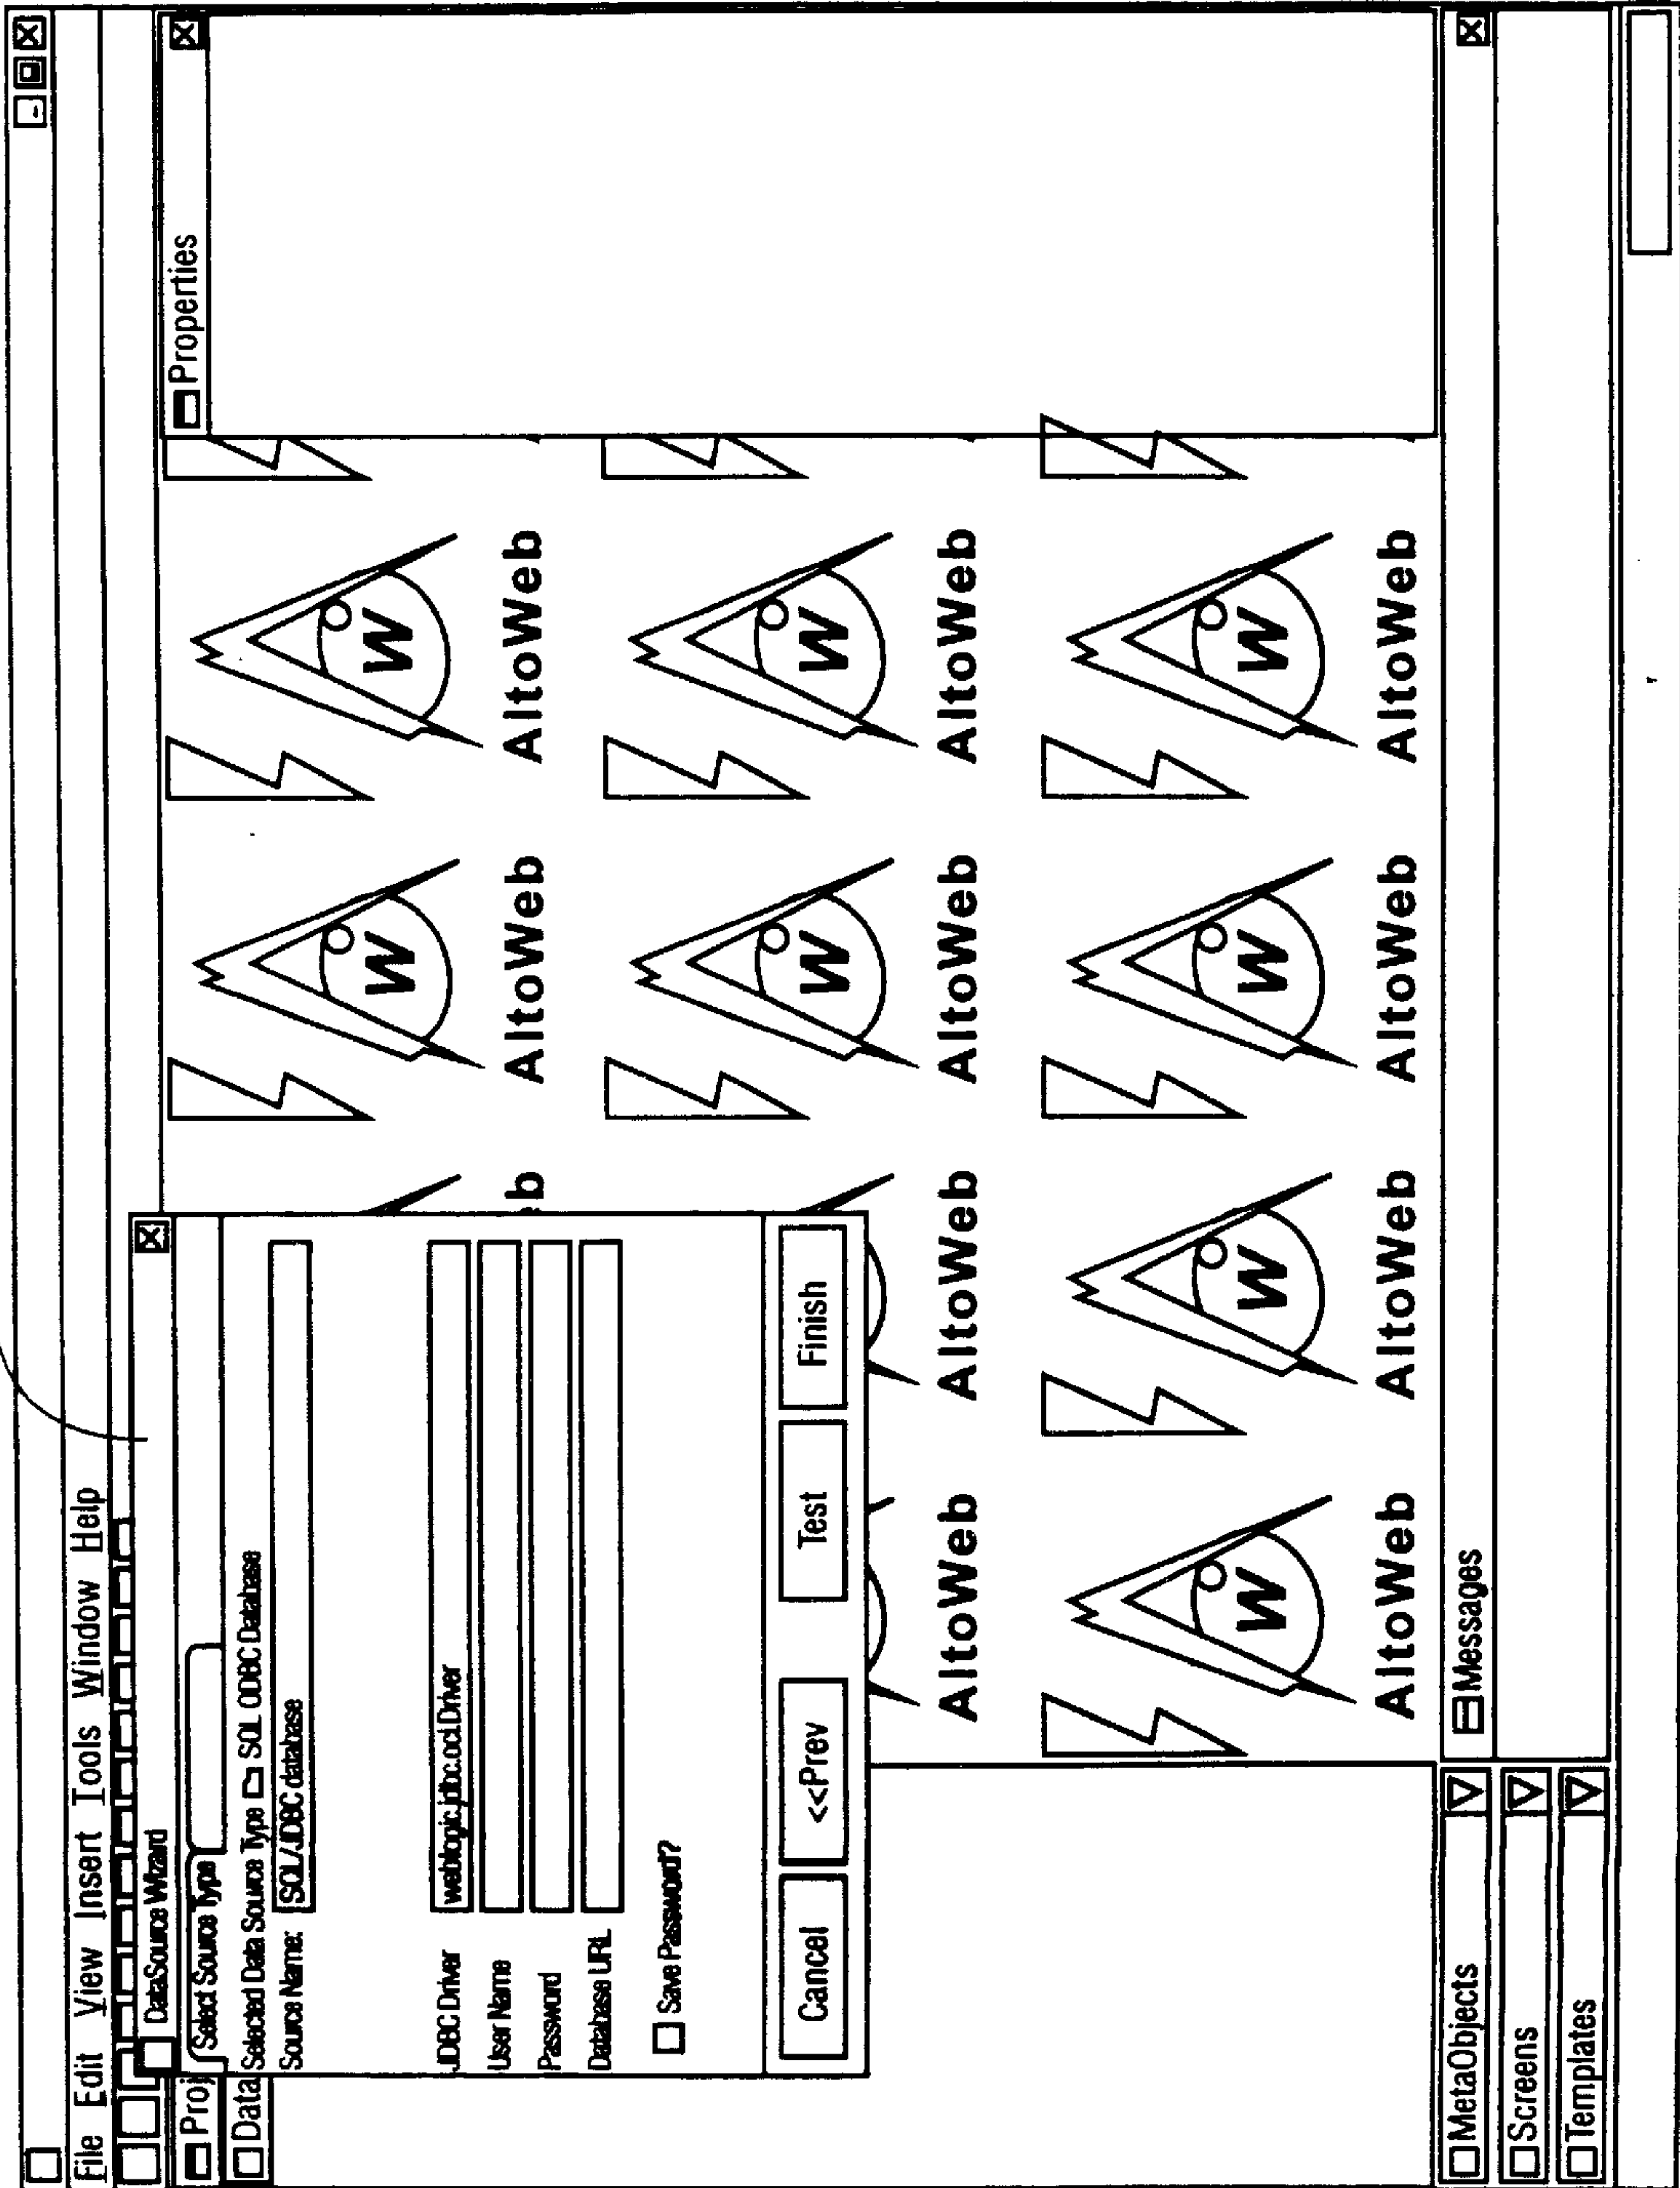 File Edit View Insert Tools Window Help
DataSource Wizard
Proj
Select Source Type
Data
Selected Data Source Type SQL ODBC Database
Source Name: SQL/JDBC database
JDBC Driver weblogic.jdbc.oci.Driver
User Name
Password
Database URL
Save Password?
Cancel <<Prev Test Finish
Properties
W W
b AltoWeb AltoWeb
W W
AltoWeb AltoWeb AltoWeb AltoWeb
W W W W
AltoWeb AltoWeb AltoWeb AltoWeb
MetaObjects
Messages
Screens
Templates